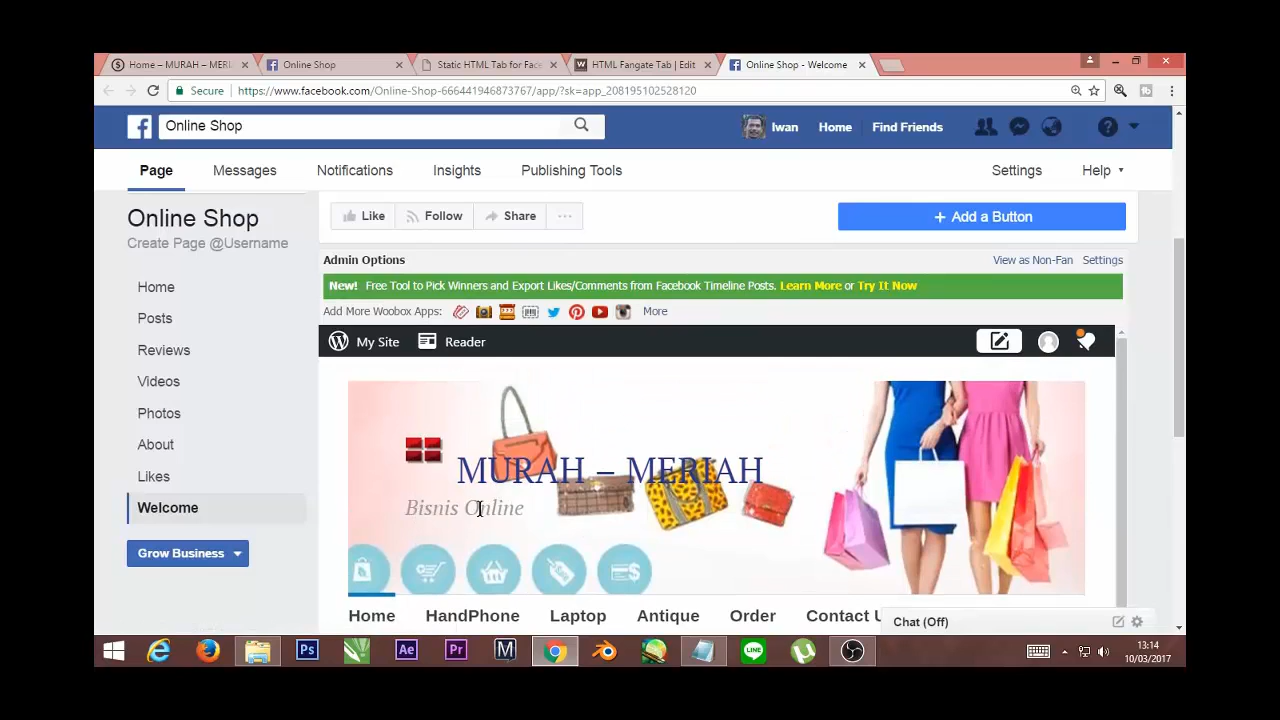 Home – MURAH – MERI
Online Shop
Static HTML Tab for Face
HTML Fangate Tab | Edit
Online Shop - Welcome
Secure
https://www.facebook.com/Online-Shop-666441946873767/app/?sk=app_208195102528120
Online Shop
Iwan
Home
Find Friends
Page
Messages
Notifications
Insights
Publishing Tools
Settings
Help
Online Shop
Create Page @Username
Like
Follow
Share
+ Add a Button
Admin Options
View as Non-Fan
Settings
New! Free Tool to Pick Winners and Export Likes/Comments from Facebook Timeline Posts. Learn More or Try It Now
Add More Woobox Apps:
More
Home
Posts
Reviews
Videos
Photos
About
Likes
Welcome
Grow Business
My Site
Reader
MURAH – MERIAH
Bisnis Online
Home
HandPhone
Laptop
Antique
Order
Contact U
Chat (Off)
Ps
Ae
Pr
M
LINE
13:14
10/03/2017